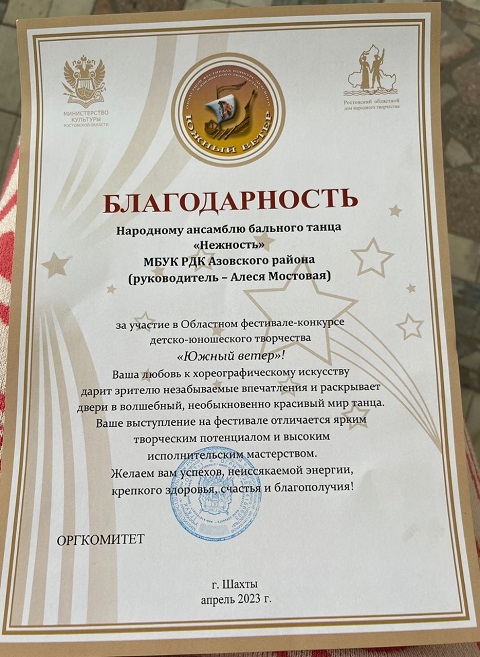 МИНИСТЕРСТВО
КУЛЬТУРЫ
РОСТОВСКОЙ ОБЛАСТИ
ЮЖНЫЙ ВЕТЕР
Ростовский областной
дом народного творчества
БЛАГОДАРНОСТЬ
Народному ансамблю бального танца
«Нежность»
МБУК РДК Азовского района
(руководитель – Алеся Мостовая)
за участие в Областном фестивале-конкурсе
детско-юношеского творчества
«Южный ветер»!
Ваша любовь к хореографическому искусству
дарит зрителю незабываемые впечатления и раскрывает
двери в волшебный, необыкновенно красивый мир танца.
Ваше выступление на фестивале отличается ярким
творческим потенциалом и высоким
исполнительским мастерством.
Желаем вам успехов, неиссякаемой энергии,
крепкого здоровья, счастья и благополучия!
ОРГКОМИТЕТ
г. Шахты
апрель 2023 г.